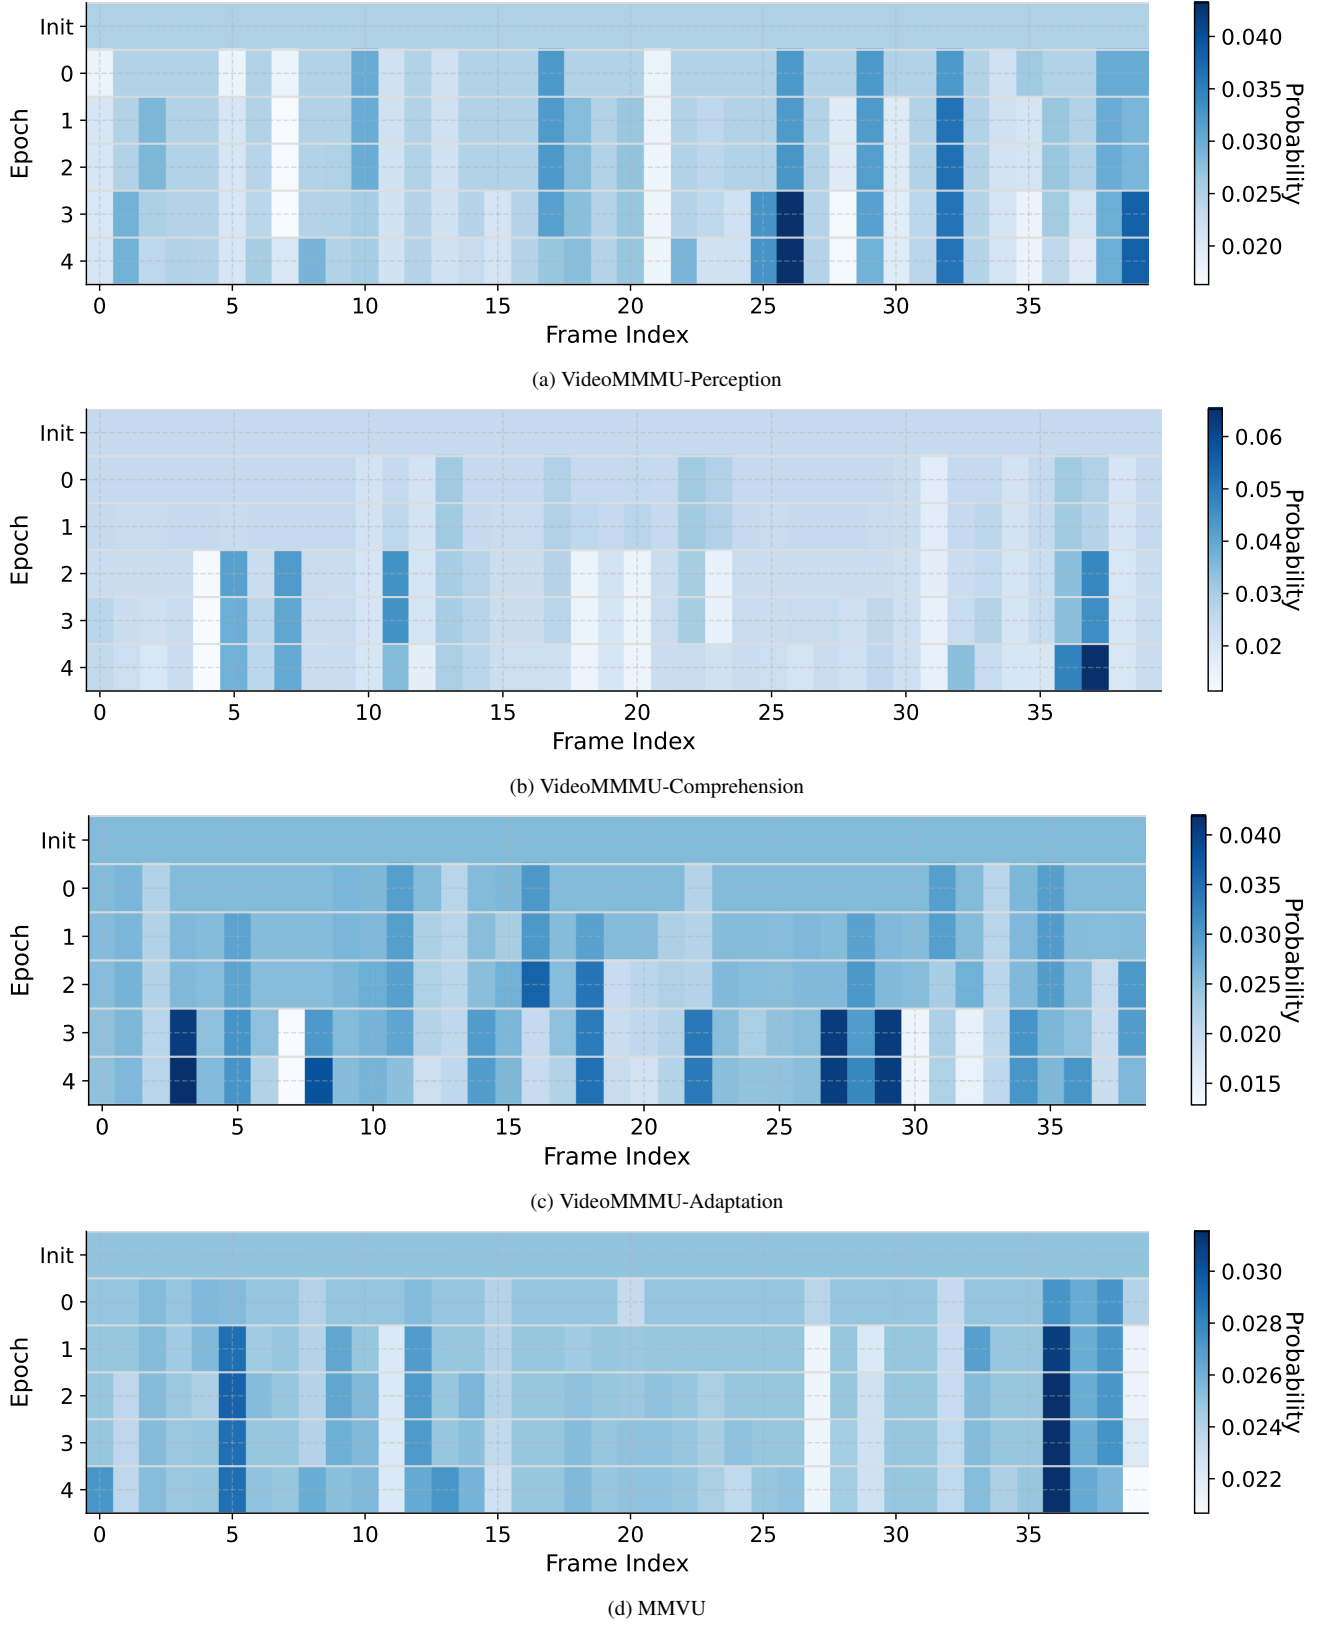 Init
0
1
2
3
4
Epoch
0 5 10 15 20 25 30 35
Frame Index
0.040
0.035
0.030
0.025
0.020
Probability
(a) VideoMMMU-Perception
Init
0
1
2
3
4
Epoch
0 5 10 15 20 25 30 35
Frame Index
0.06
0.05
0.04
0.03
0.02
Probability
(b) VideoMMMU-Comprehension
Init
0
1
2
3
4
Epoch
0 5 10 15 20 25 30 35
Frame Index
0.040
0.035
0.030
0.025
0.020
0.015
Probability
(c) VideoMMMU-Adaptation
Init
0
1
2
3
4
Epoch
0 5 10 15 20 25 30 35
Frame Index
0.030
0.028
0.026
0.024
0.022
Probability
(d) MMVU